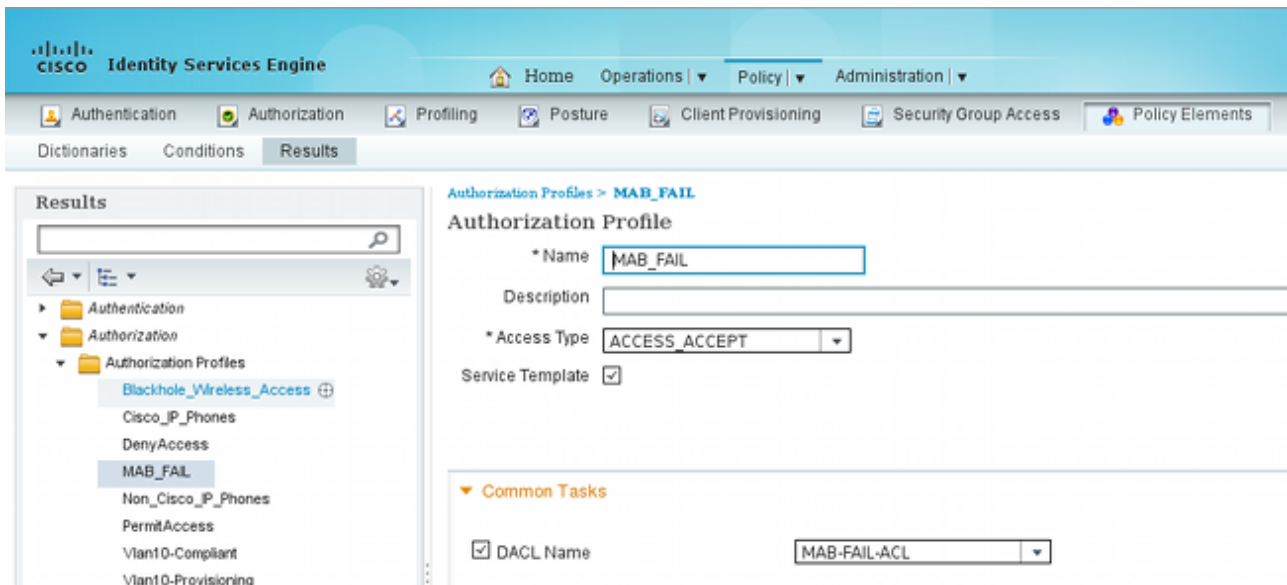 CISCO Identity Services Engine
Home Operations | Policy | Administration |
Authentication Authorization Profiling Posture Client Provisioning Security Group Access Policy Elements
Dictionaries Conditions Results
Results
Authentication
Authorization
Authorization Profiles
Blackhole_Wireless_Access
Cisco_IP_Phones
DenyAccess
MAB_FAIL
Non_Cisco_IP_Phones
PermitAccess
Vlan10-Compliant
Vlan10-Provisioning
Authorization Profiles > MAB_FAIL
Authorization Profile
* Name MAB_FAIL
Description
* Access Type ACCESS_ACCEPT
Service Template
Common Tasks
DACL Name MAB-FAIL-ACL